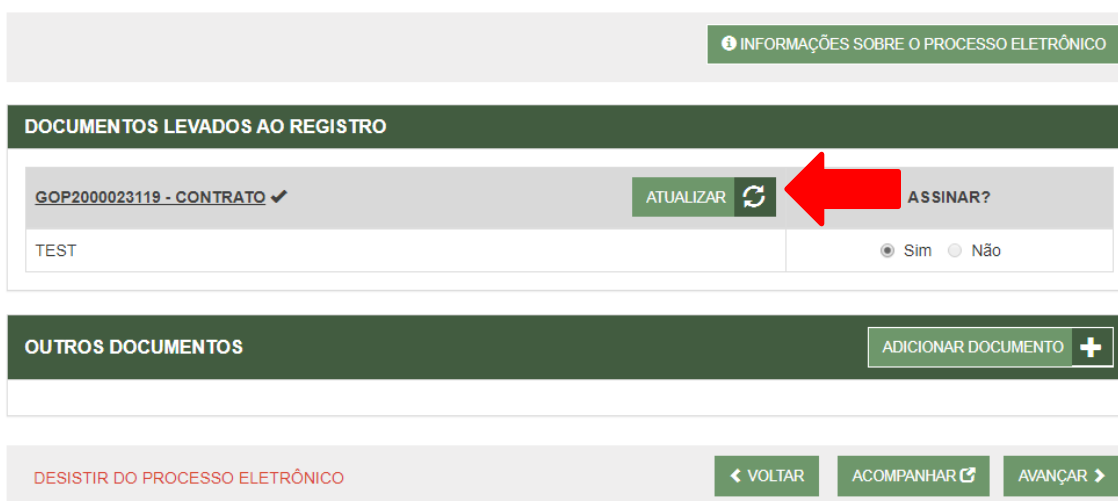 INFORMAÇÕES SOBRE O PROCESSO ELETRÔNICO
DOCUMENTOS LEVADOS AO REGISTRO
GOP2000023119 - CONTRATO
ATUALIZAR
ASSINAR?
TEST
Sim Não
OUTROS DOCUMENTOS
ADICIONAR DOCUMENTO
DESISTIR DO PROCESSO ELETRÔNICO
VOLTAR
ACOMPANHAR
AVANÇAR